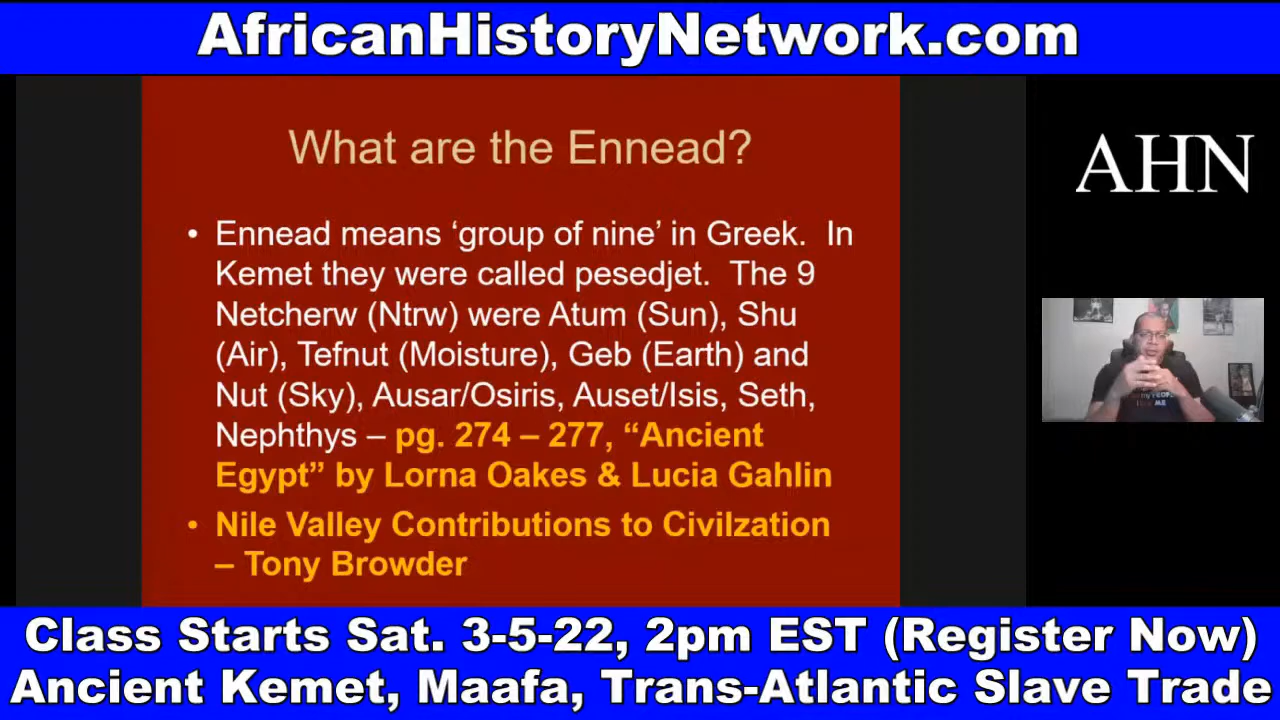 AfricanHistoryNetwork.com
What are the Ennead?
AHN
• Ennead means ‘group of nine’ in Greek.  In
Kemet they were called pesedjet.  The 9
Netcherw (Ntrw) were Atum (Sun), Shu
(Air), Tefnut (Moisture), Geb (Earth) and
Nut (Sky), Ausar/Osiris, Auset/Isis, Seth,
Nephthys – pg. 274 – 277, “Ancient
Egypt” by Lorna Oakes & Lucia Gahlin
• Nile Valley Contributions to Civilzation
– Tony Browder
ME
Class Starts Sat. 3-5-22, 2pm EST (Register Now)
Ancient Kemet, Maafa, Trans-Atlantic Slave Trade